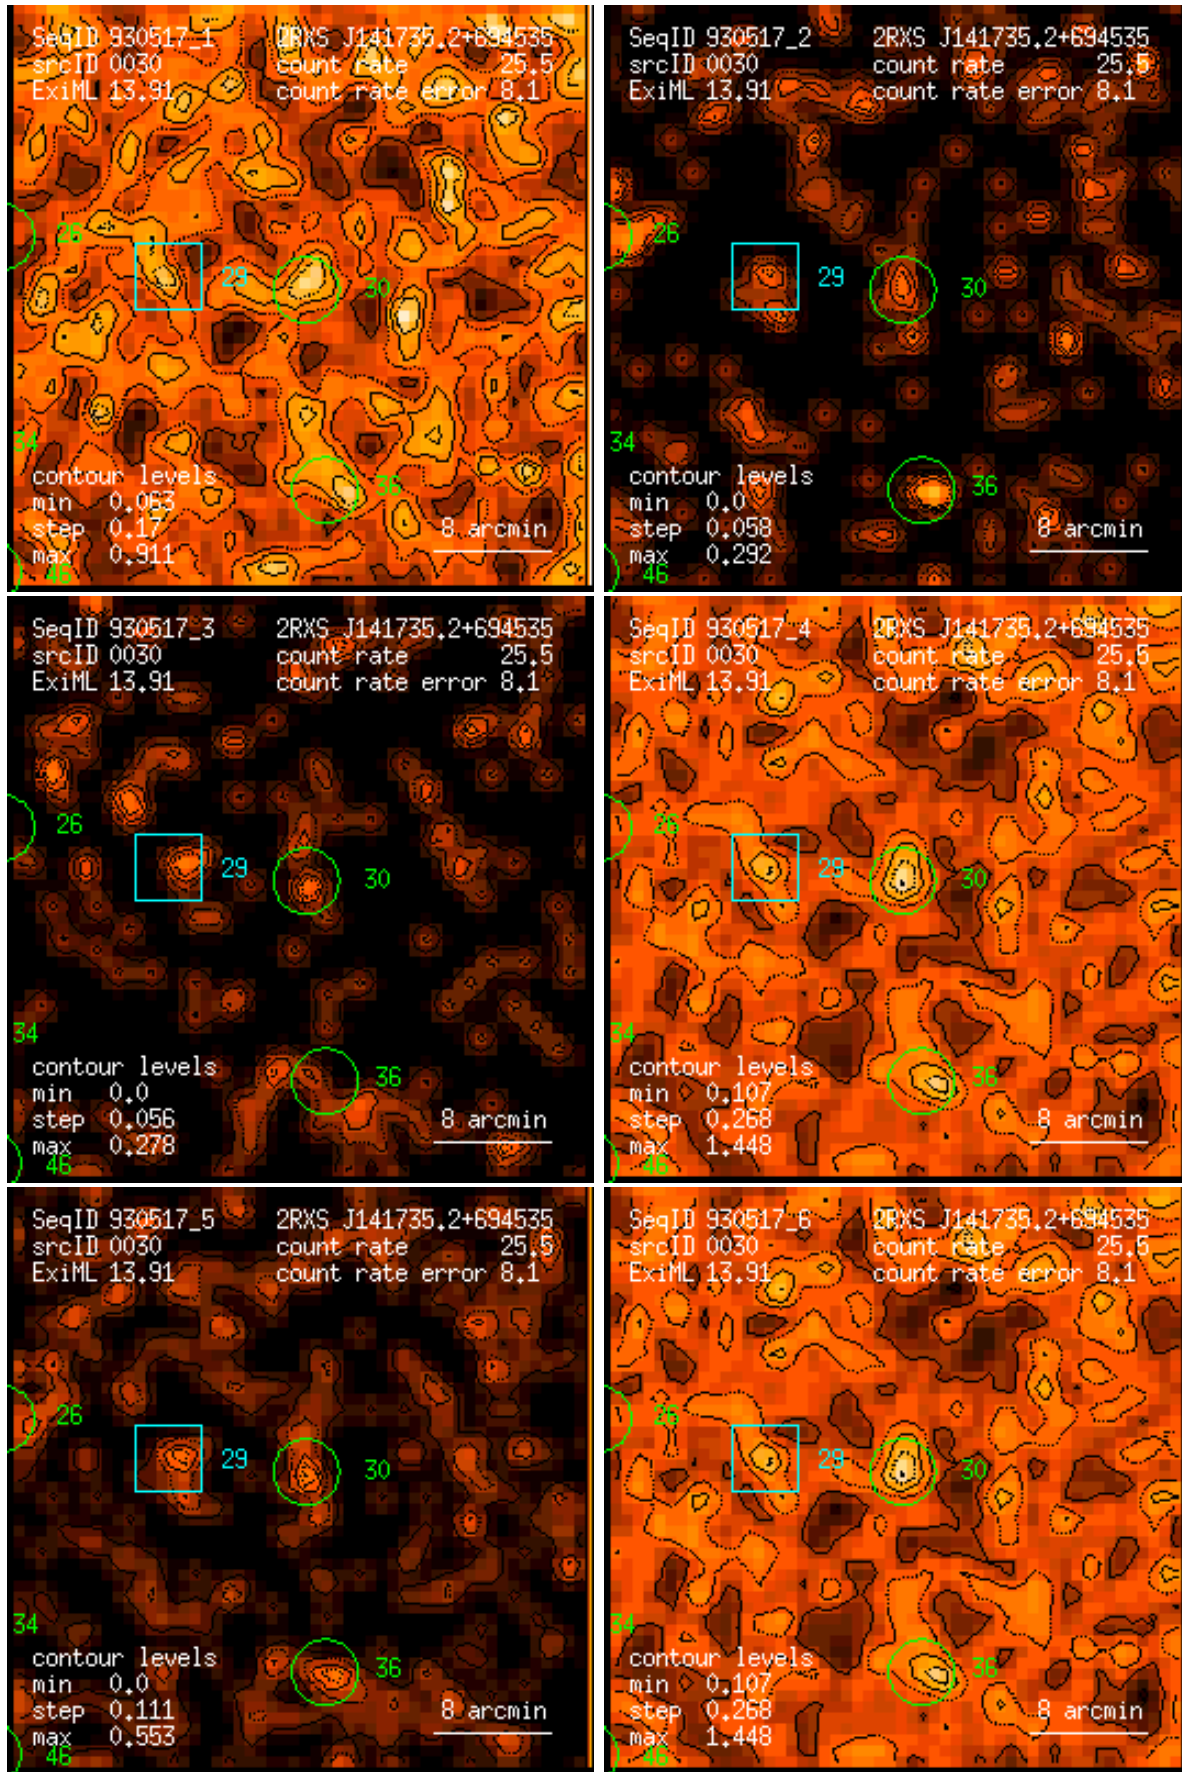 SeqID 930517_1 2RXS J141735.2+694535
srcID 0030 count rate 25.5
ExiML 13.91 count rate error 8.1
26
29
30
34
contour levels
36
min 0.063
step 0.17 8 arcmin
max 0.911
46
SeqID 930517_2 2RXS J141735.2+694535
srcID 0030 count rate 25.5
ExiML 13.91 count rate error 8.1
26
29
30
34
contour levels
36
min 0.0
step 0.058 8 arcmin
max 0.292
46
SeqID 930517_3 2RXS J141735.2+694535
srcID 0030 count rate 25.5
ExiML 13.91 count rate error 8.1
26
29
30
34
contour levels
36
min 0.0
step 0.056 8 arcmin
max 0.278
46
SeqID 930517_4 2RXS J141735.2+694535
srcID 0030 count rate 25.5
ExiML 13.91 count rate error 8.1
26
29
30
34
contour levels
36
min 0.107
step 0.268 8 arcmin
max 1.448
46
SeqID 930517_5 2RXS J141735.2+694535
srcID 0030 count rate 25.5
ExiML 13.91 count rate error 8.1
26
29
30
34
contour levels
36
min 0.0
step 0.111 8 arcmin
max 0.553
46
SeqID 930517_6 2RXS J141735.2+694535
srcID 0030 count rate 25.5
ExiML 13.91 count rate error 8.1
26
29
30
34
contour levels
36
min 0.107
step 0.268 8 arcmin
max 1.448
46